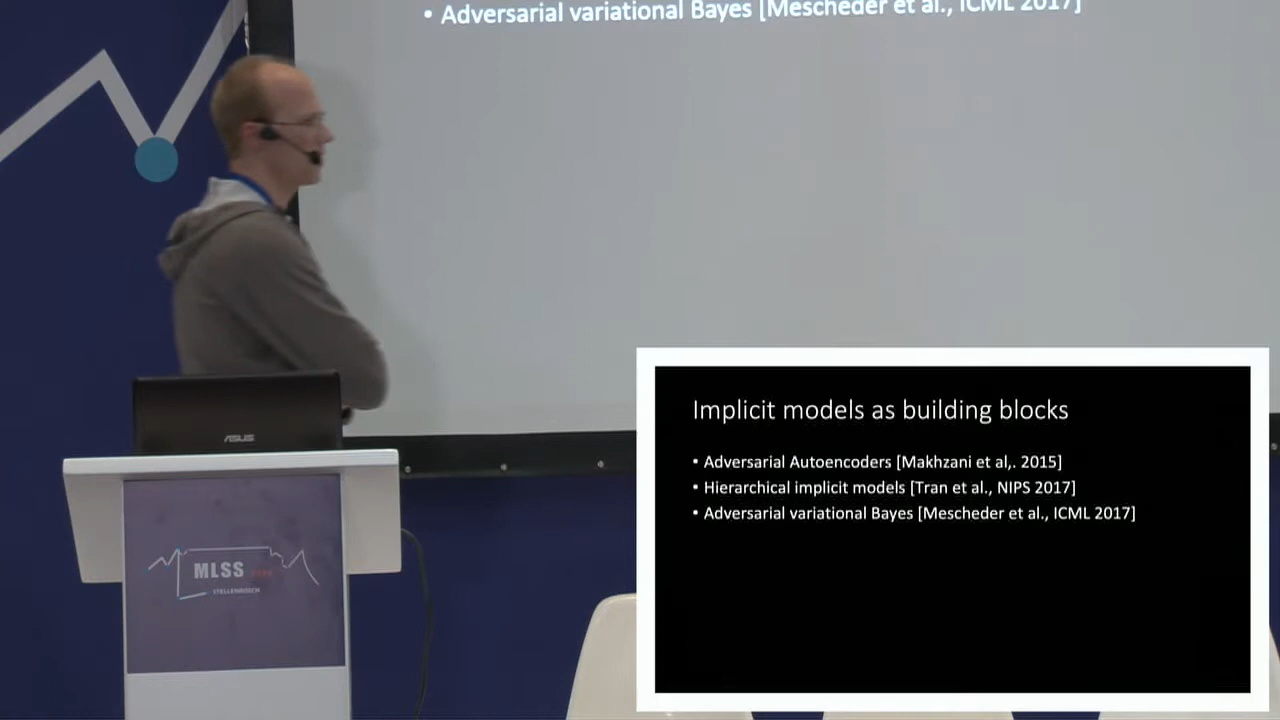 • Adversarial variational Bayes [Mescheder et al., ICML 2017]
ASUS
MLSS
STELLENBOSCH
Implicit models as building blocks
• Adversarial Autoencoders [Makhzani et al,. 2015]
• Hierarchical implicit models [Tran et al., NIPS 2017]
• Adversarial variational Bayes [Mescheder et al., ICML 2017]